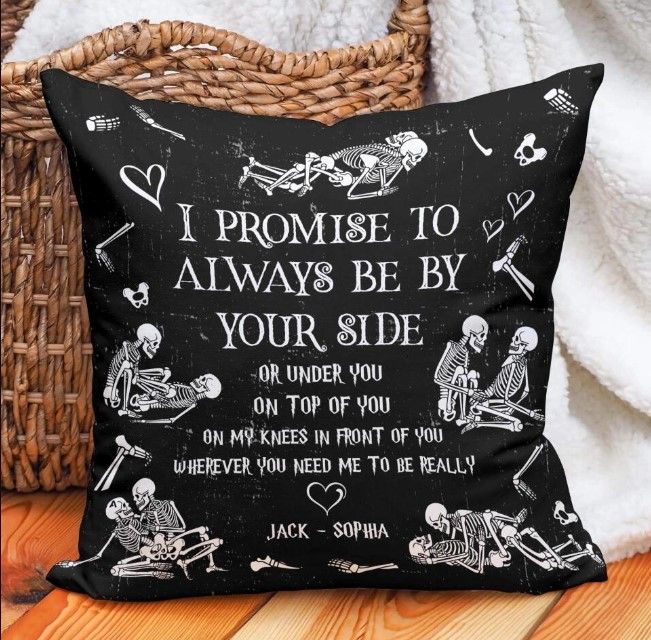 I PROMISE TO
ALWAYS BE BY
YOUR SIDE
OR UNDER YOU
ON TOP OF YOU
ON MY KNEES IN FRONT OF YOU
WHEREVER YOU NEED ME TO BE REALLY
JACK - SOPHIA